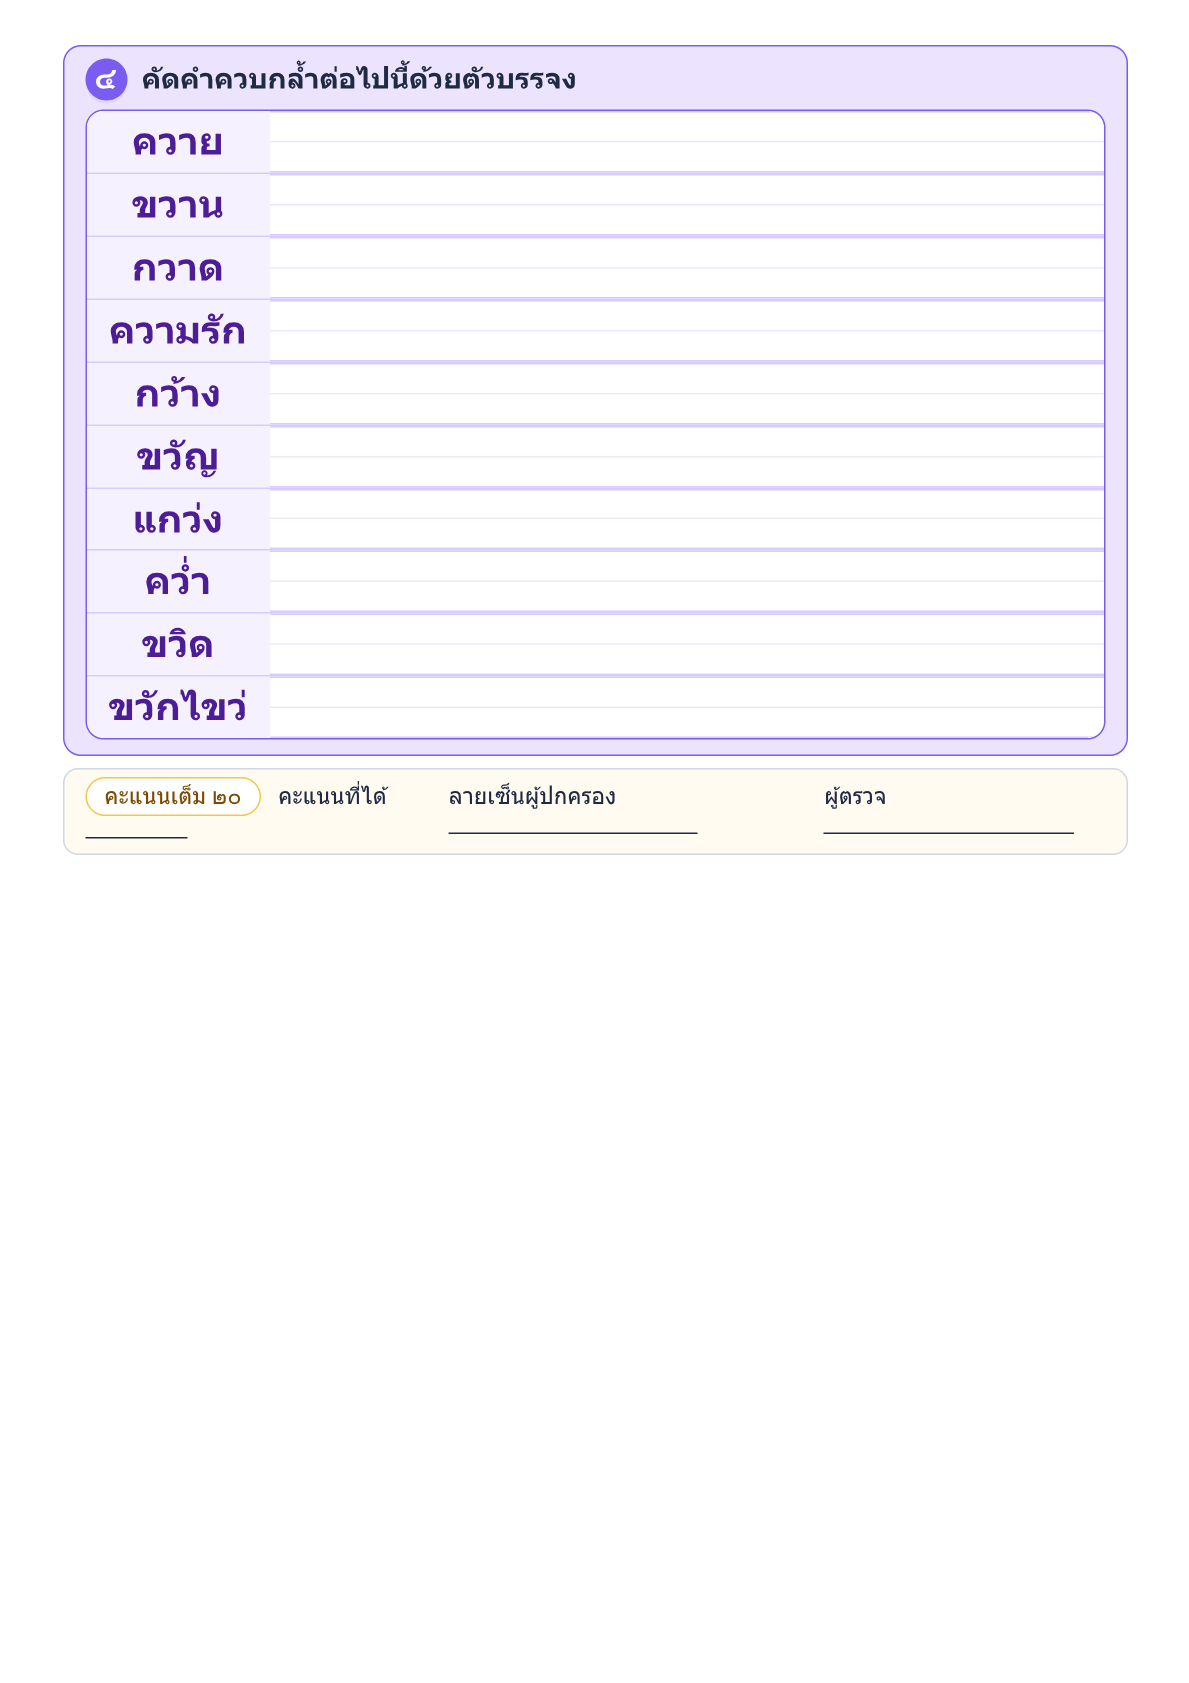 ๔ คัดคำควบกล้ำต่อไปนี้ด้วยตัวบรรจง
ควาย
ขวาน
กวาด
ความรัก
กว้าง
ขวัญ
แกว่ง
คว่ำ
ขวิด
ขวักไขว่
คะแนนเต็ม ๒๐ คะแนนที่ได้ ลายเซ็นผู้ปกครอง ผู้ตรวจ